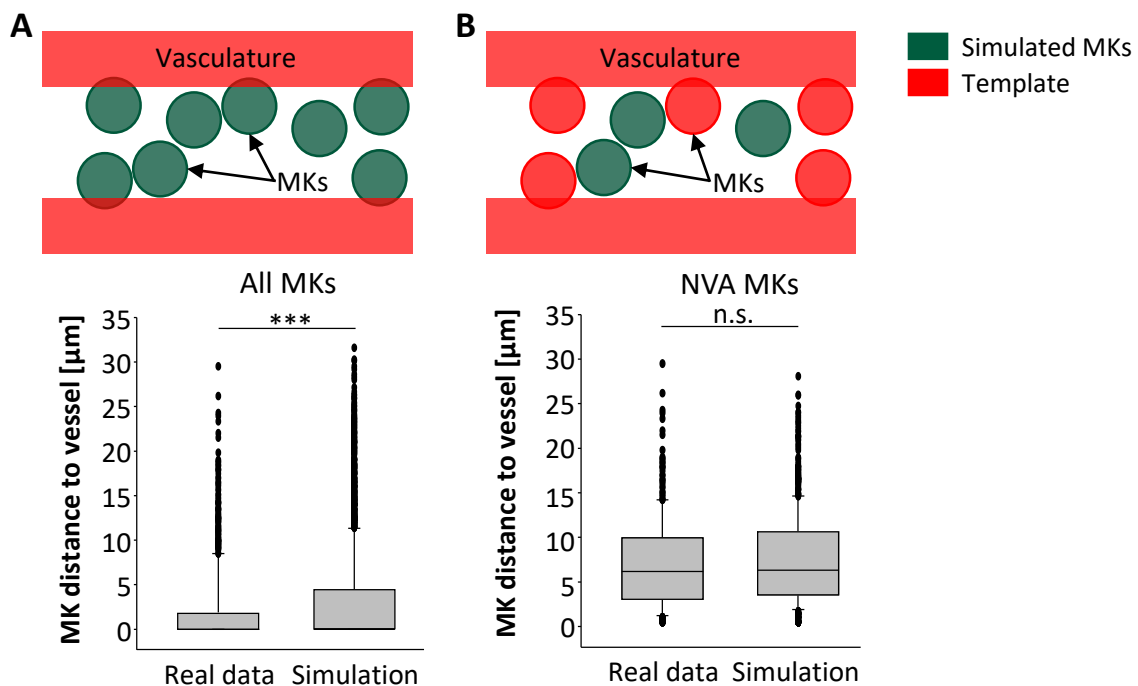 A
Vasculature
MKs
B
Vasculature
MKs
Simulated MKs
Template
All MKs
MK distance to vessel [µm]
35
30
25
20
15
10
5
0
***
Real data Simulation
NVA MKs
MK distance to vessel [µm]
35
30
25
20
15
10
5
0
n.s.
Real data Simulation